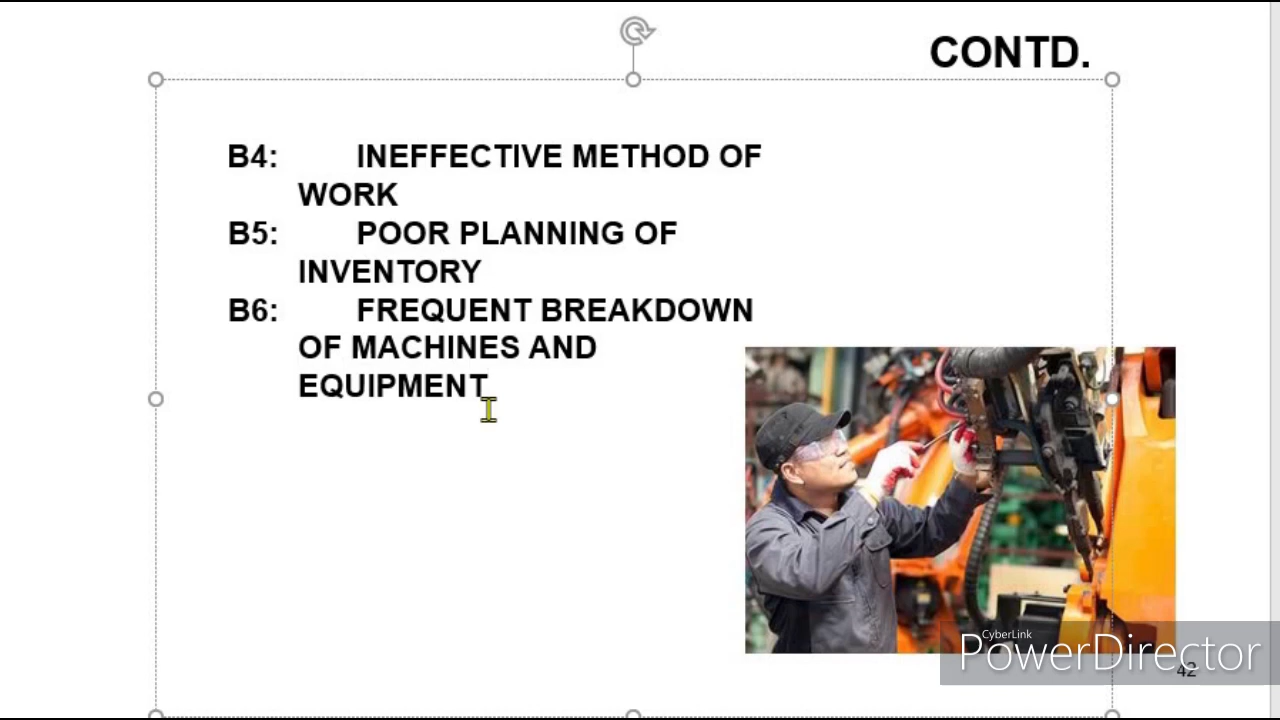 CONTD.
B4: INEFFECTIVE METHOD OF
WORK
B5: POOR PLANNING OF
INVENTORY
B6: FREQUENT BREAKDOWN
OF MACHINES AND
EQUIPMENT
CyberLink
PowerDirector
42